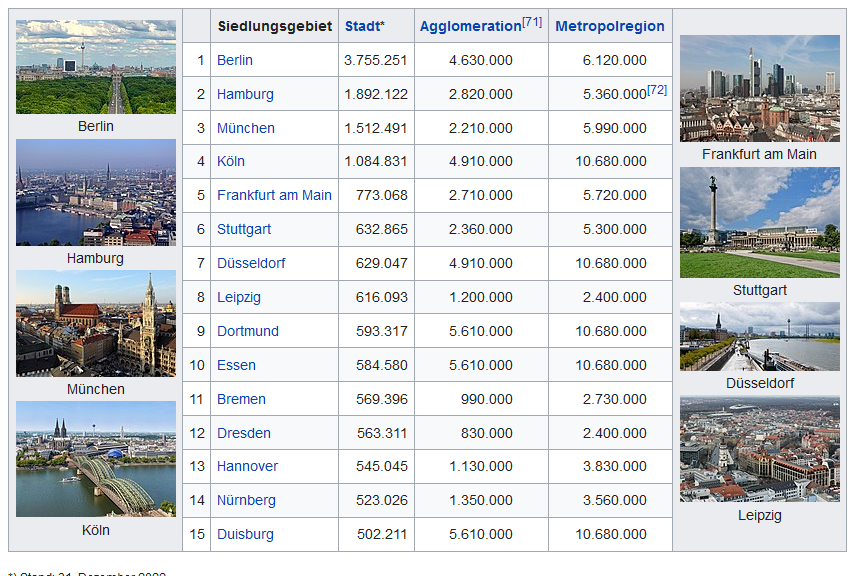 Siedlungsgebiet Stadt* Agglomeration[71] Metropolregion
1 Berlin 3.755.251 4.630.000 6.120.000
2 Hamburg 1.892.122 2.820.000 5.360.000[72]
3 München 1.512.491 2.210.000 5.990.000
4 Köln 1.084.831 4.910.000 10.680.000
5 Frankfurt am Main 773.068 2.710.000 5.720.000
6 Stuttgart 632.865 2.360.000 5.300.000
7 Düsseldorf 629.047 4.910.000 10.680.000
8 Leipzig 616.093 1.200.000 2.400.000
9 Dortmund 593.317 5.610.000 10.680.000
10 Essen 584.580 5.610.000 10.680.000
11 Bremen 569.396 990.000 2.730.000
12 Dresden 563.311 830.000 2.400.000
13 Hannover 545.045 1.130.000 3.830.000
14 Nürnberg 523.026 1.350.000 3.560.000
15 Duisburg 502.211 5.610.000 10.680.000
Berlin
Hamburg
München
Köln
Frankfurt am Main
Stuttgart
Düsseldorf
Leipzig